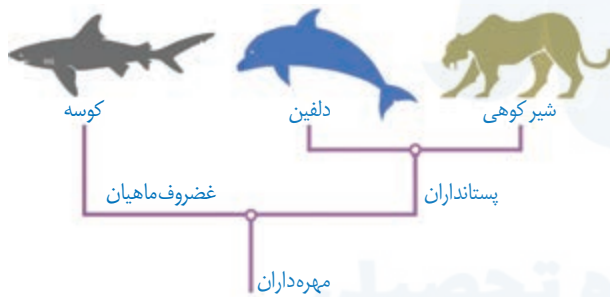 شیر کوهی
دلفین
کوسه
پستانداران
غضروف‌ماهیان
مهره‌داران